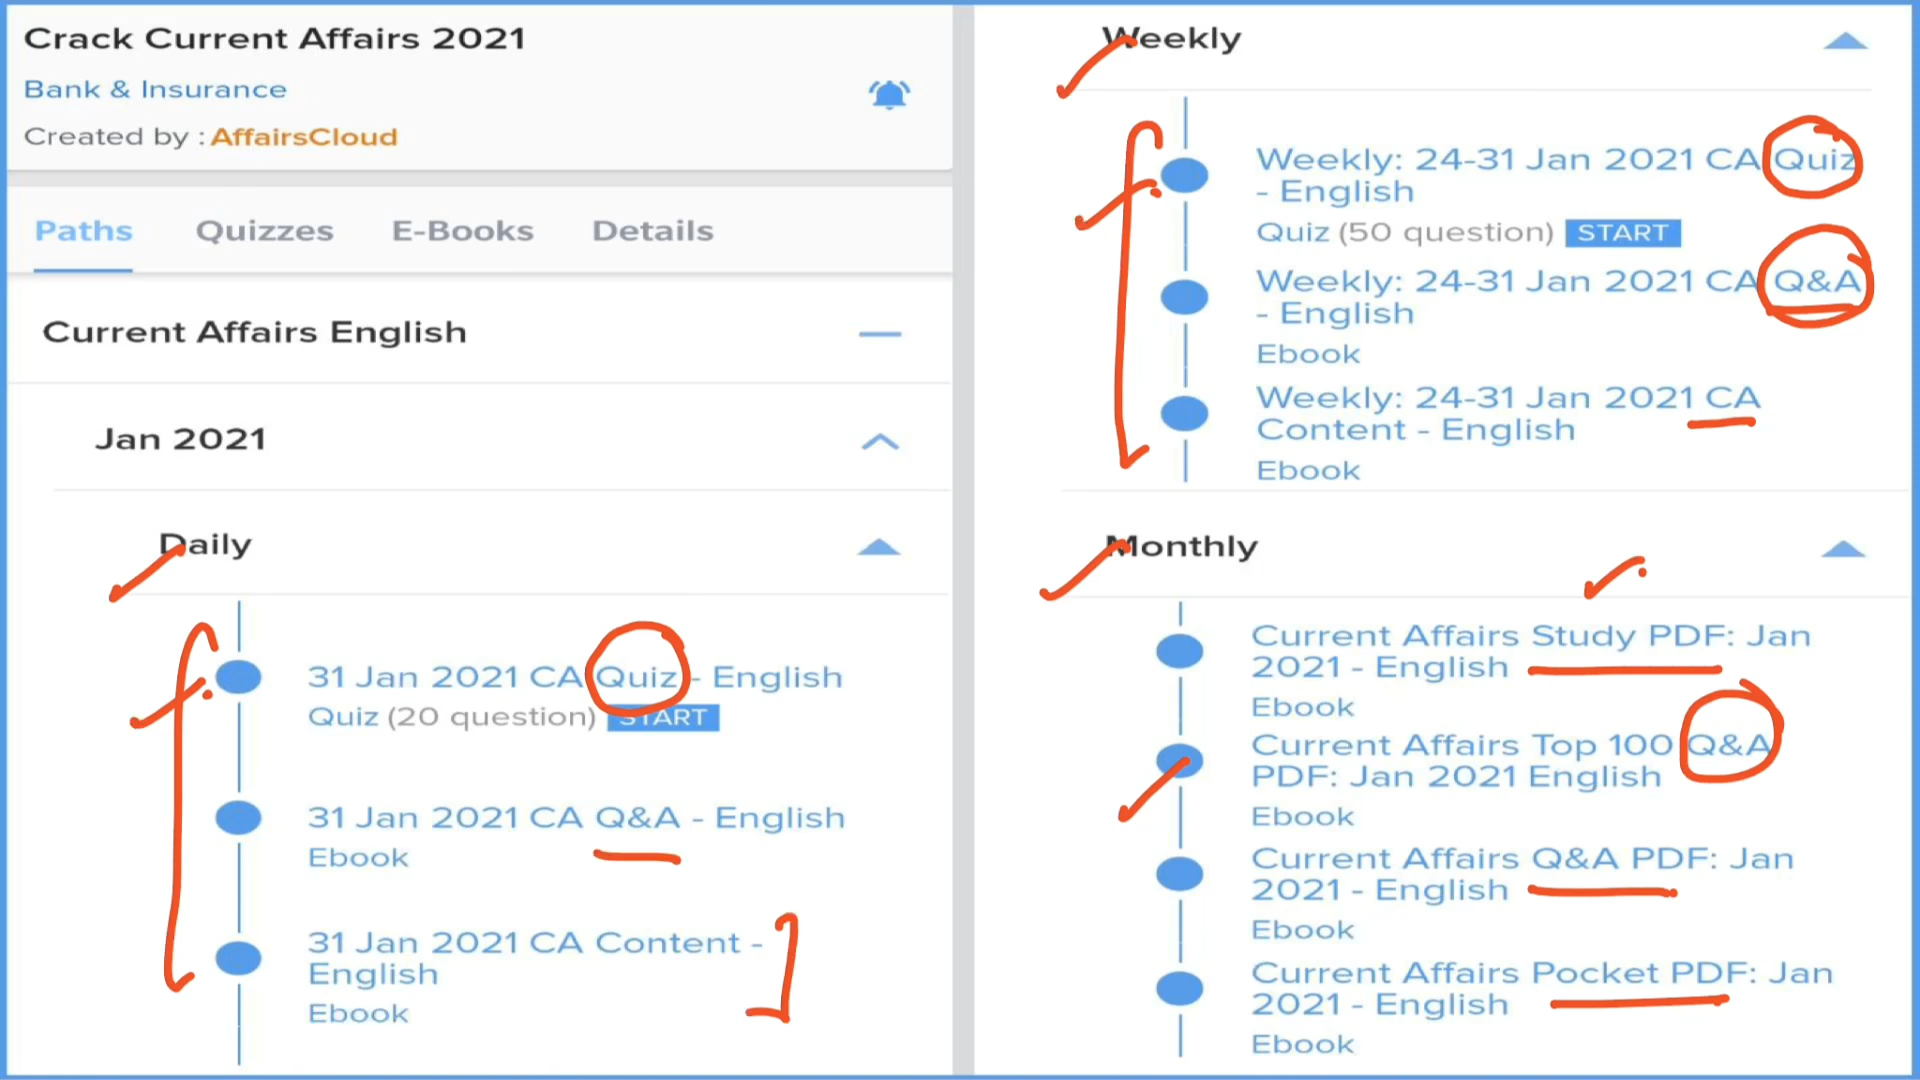 Crack Current Affairs 2021
Bank & Insurance
Created by : AffairsCloud
Paths Quizzes E-Books Details
Current Affairs English
Jan 2021
Daily
31 Jan 2021 CA Quiz - English
Quiz (20 question) START
31 Jan 2021 CA Q&A - English
Ebook
31 Jan 2021 CA Content -
English
Ebook
Weekly
Weekly: 24-31 Jan 2021 CA Quiz
- English
Quiz (50 question) START
Weekly: 24-31 Jan 2021 CA Q&A
- English
Ebook
Weekly: 24-31 Jan 2021 CA
Content - English
Ebook
Monthly
Current Affairs Study PDF: Jan
2021 - English
Ebook
Current Affairs Top 100 Q&A
PDF: Jan 2021 English
Ebook
Current Affairs Q&A PDF: Jan
2021 - English
Ebook
Current Affairs Pocket PDF: Jan
2021 - English
Ebook